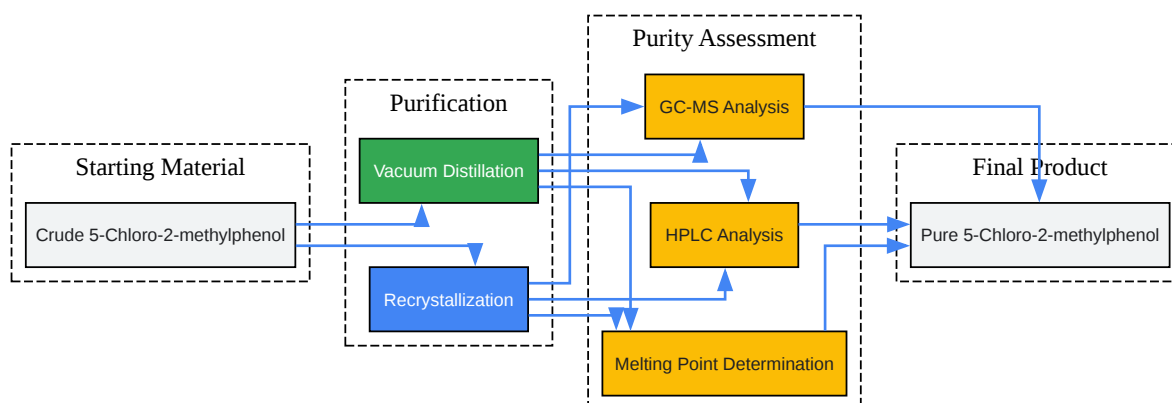 Purity Assessment
GC-MS Analysis
Purification
Vacuum Distillation
Starting Material
Final Product
Crude 5-Chloro-2-methylphenol
HPLC Analysis
Pure 5-Chloro-2-methylphenol
Recrystallization
Melting Point Determination